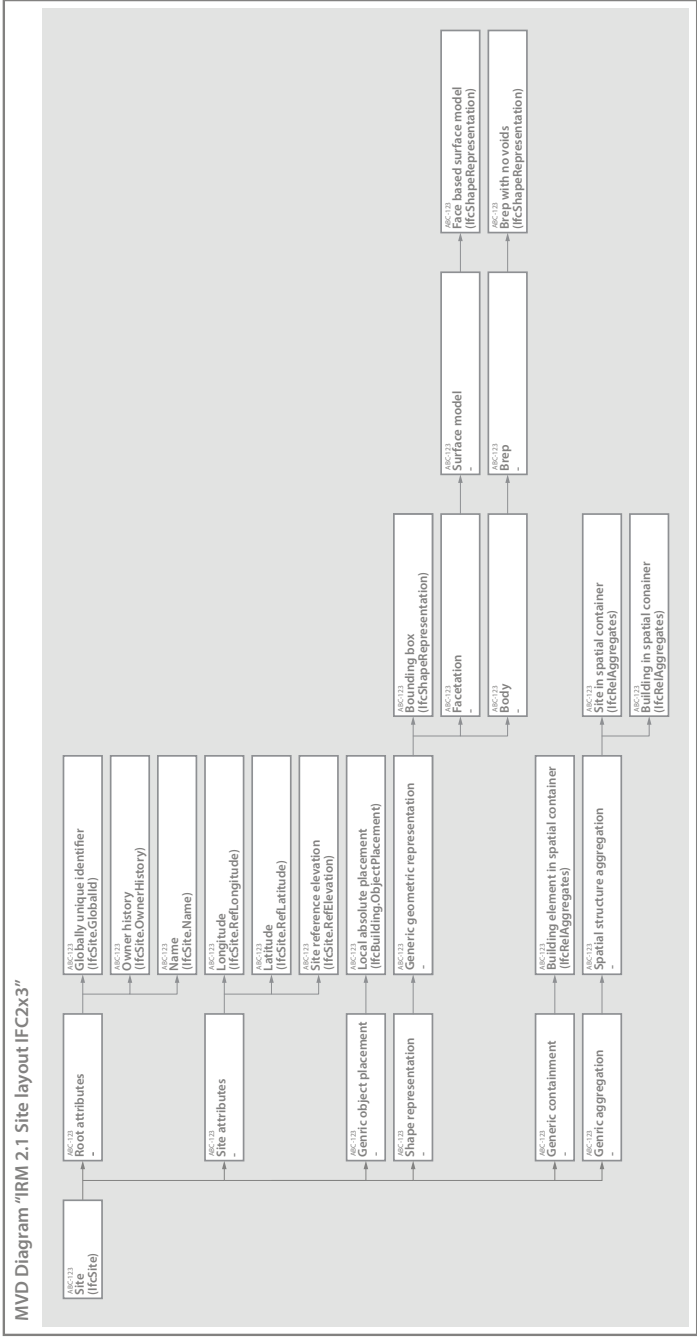 MVD Diagram “IRM 2.1 Site layout IFC2x3”
ABC-123
Site
(IfcSite)
ABC-123
Root attributes
-
ABC-123
Globally unique identifier
(IfcSite.GlobalId)
ABC-123
Owner history
(IfcSite.OwnerHistory)
ABC-123
Name
(IfcSite.Name)
ABC-123
Site attributes
-
ABC-123
Longitude
(IfcSite.RefLongitude)
ABC-123
Latitude
(IfcSite.RefLatitude)
ABC-123
Site reference elevation
(IfcSite.RefElevation)
ABC-123
Genric object placement
-
ABC-123
Local absolute placement
(IfcBuilding.ObjectPlacement)
ABC-123
Shape representation
-
ABC-123
Generic geometric representation
-
ABC-123
Bounding box
(IfcShapeRepresentation)
ABC-123
Facetation
-
ABC-123
Surface model
-
ABC-123
Face based surface model
(IfcShapeRepresentation)
ABC-123
Body
-
ABC-123
Brep
-
ABC-123
Brep with no voids
(IfcShapeRepresentation)
ABC-123
Generic containment
-
ABC-123
Building element in spatial container
(IfcRelAggregates)
ABC-123
Genric aggregation
-
ABC-123
Spatial structure aggregation
-
ABC-123
Site in spatial container
(IfcRelAggregates)
ABC-123
Building in spatial conainer
(IfcRelAggregates)